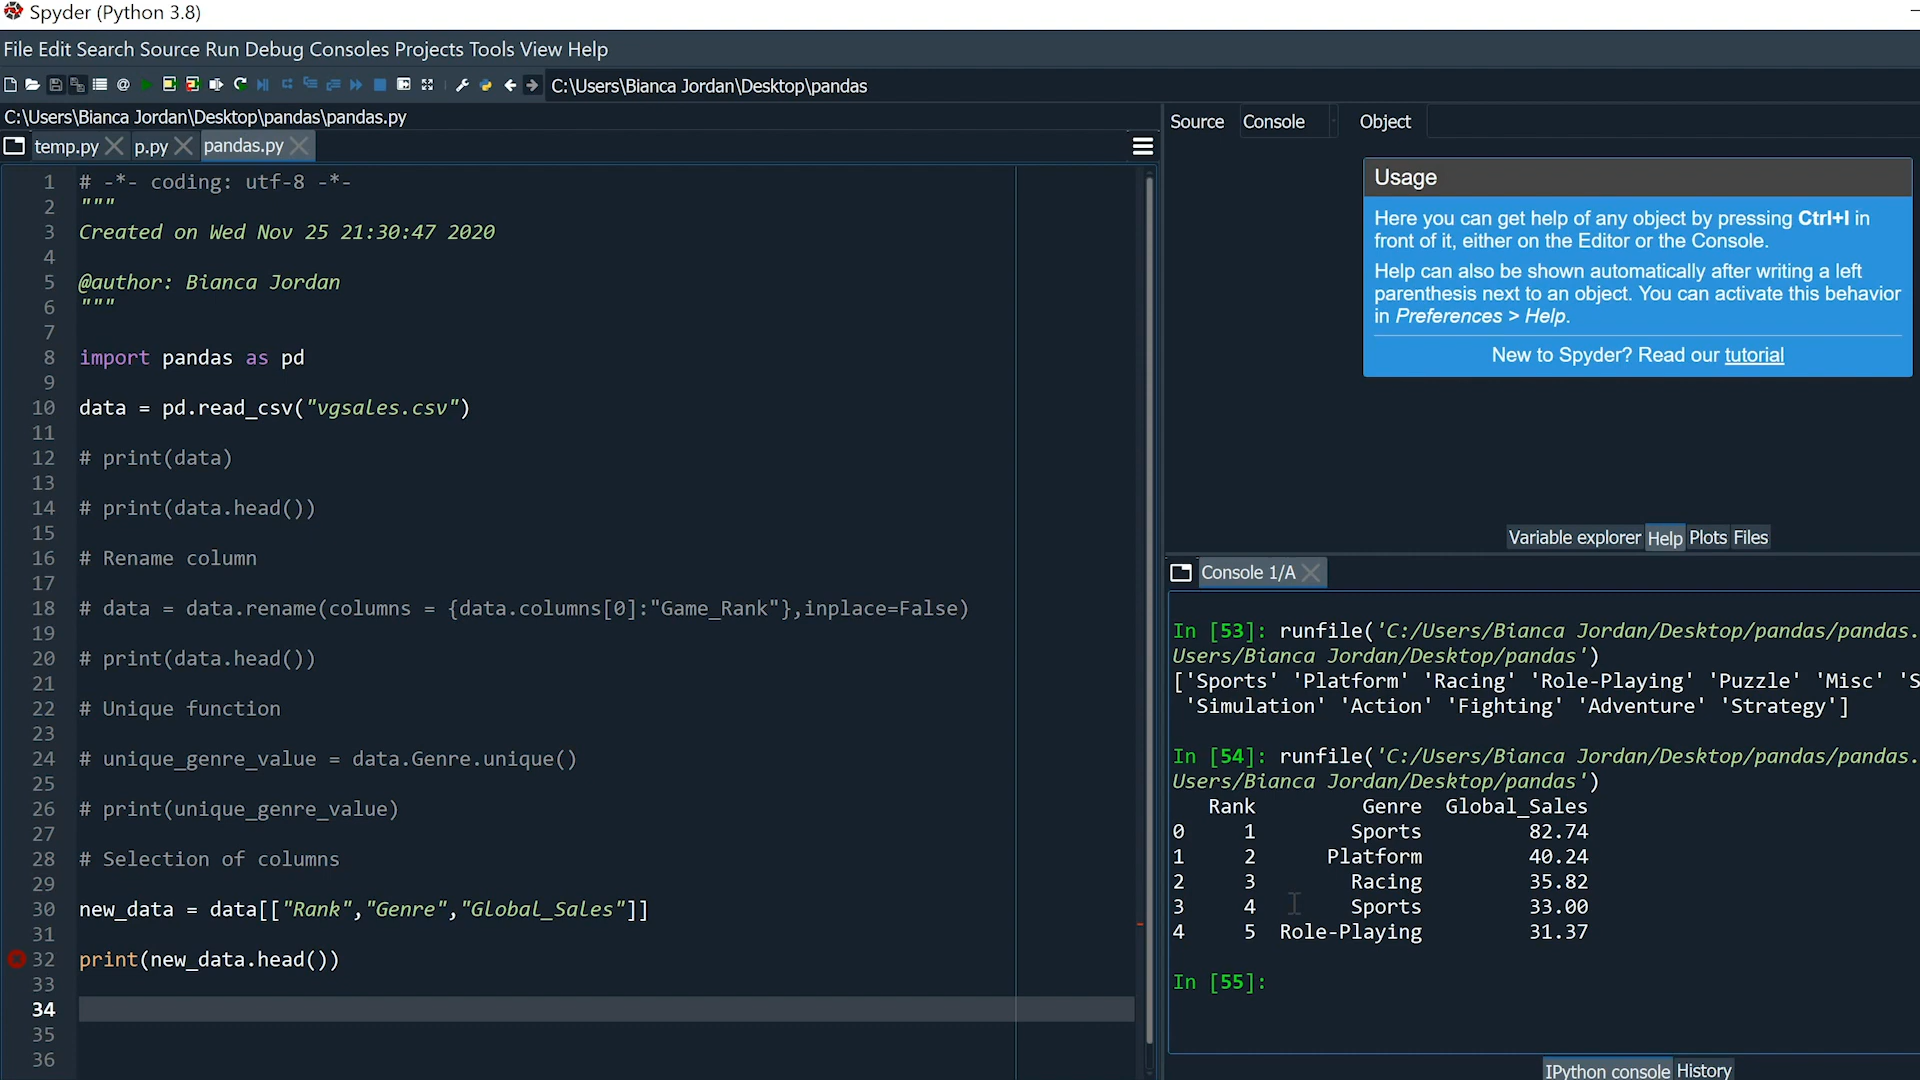 Spyder (Python 3.8)
File Edit Search Source Run Debug Consoles Projects Tools View Help
C:\Users\Bianca Jordan\Desktop\pandas
C:\Users\Bianca Jordan\Desktop\pandas\pandas.py
temp.py p.py pandas.py
1 # -*- coding: utf-8 -*-
2 """
3 Created on Wed Nov 25 21:30:47 2020
4
5 @author: Bianca Jordan
6 """
7
8 import pandas as pd
9
10 data = pd.read_csv("vgsales.csv")
11
12 # print(data)
13
14 # print(data.head())
15
16 # Rename column
17
18 # data = data.rename(columns = {data.columns[0]:"Game_Rank"},inplace=False)
19
20 # print(data.head())
21
22 # Unique function
23
24 # unique_genre_value = data.Genre.unique()
25
26 # print(unique_genre_value)
27
28 # Selection of columns
29
30 new_data = data[["Rank","Genre","Global_Sales"]]
31
32 print(new_data.head())
33
34
35
36
Source Console Object
Usage
Here you can get help of any object by pressing Ctrl+I in
front of it, either on the Editor or the Console.
Help can also be shown automatically after writing a left
parenthesis next to an object. You can activate this behavior
in Preferences > Help.
New to Spyder? Read our tutorial
Variable explorer Help Plots Files
Console 1/A
In [53]: runfile('C:/Users/Bianca Jordan/Desktop/pandas/pandas.
Users/Bianca Jordan/Desktop/pandas')
['Sports' 'Platform' 'Racing' 'Role-Playing' 'Puzzle' 'Misc' 'S
'Simulation' 'Action' 'Fighting' 'Adventure' 'Strategy']
In [54]: runfile('C:/Users/Bianca Jordan/Desktop/pandas/pandas.
Users/Bianca Jordan/Desktop/pandas')
Rank Genre Global_Sales
0 1 Sports 82.74
1 2 Platform 40.24
2 3 Racing 35.82
3 4 Sports 33.00
4 5 Role-Playing 31.37
In [55]:
IPython console History